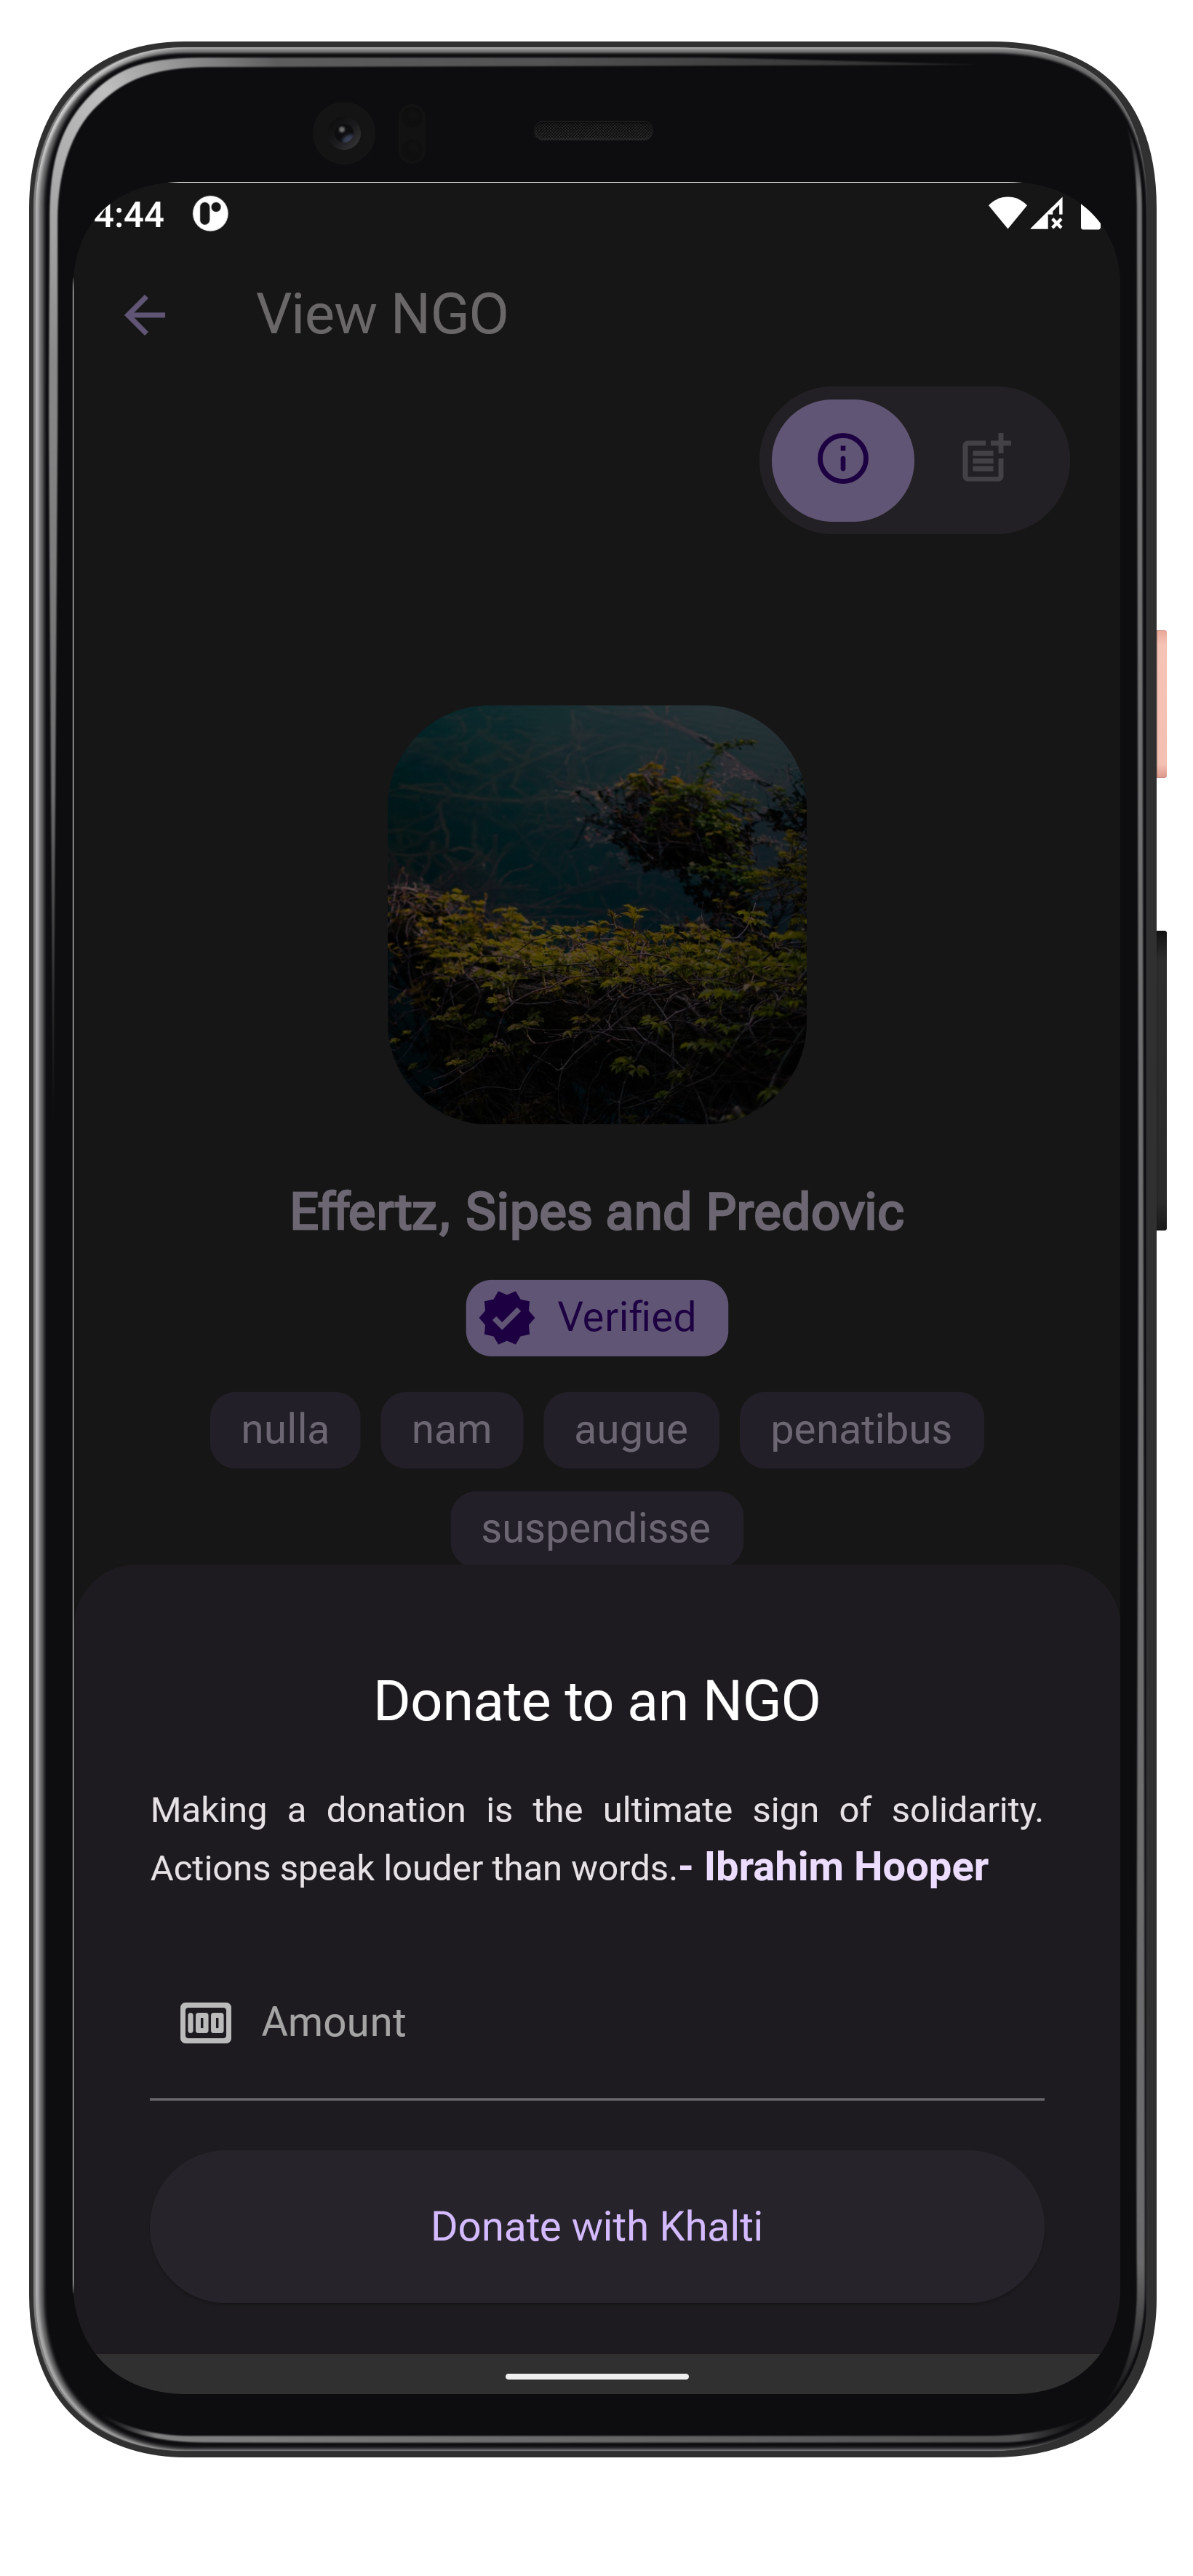 4:44
View NGO
Effertz, Sipes and Predovic
Verified
nulla nam augue penatibus
suspendisse
Donate to an NGO
Making a donation is the ultimate sign of solidarity.
Actions speak louder than words.- Ibrahim Hooper
100 Amount
Donate with Khalti